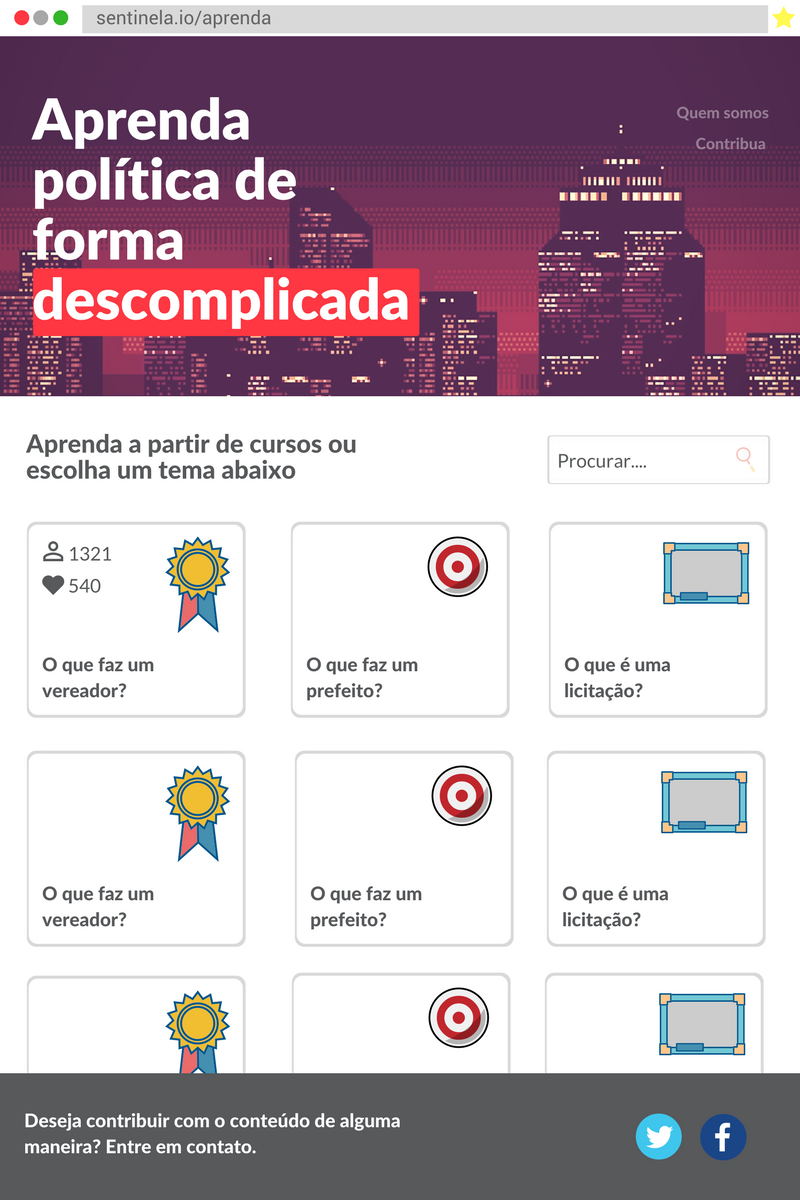 sentinela.io/aprenda
Quem somos
Contribua
Aprenda
política de
forma
descomplicada
Aprenda a partir de cursos ou
escolha um tema abaixo
Procurar....
1321
540
O que faz um
vereador?
O que faz um
prefeito?
O que é uma
licitação?
O que faz um
vereador?
O que faz um
prefeito?
O que é uma
licitação?
Deseja contribuir com o conteúdo de alguma
maneira? Entre em contato.